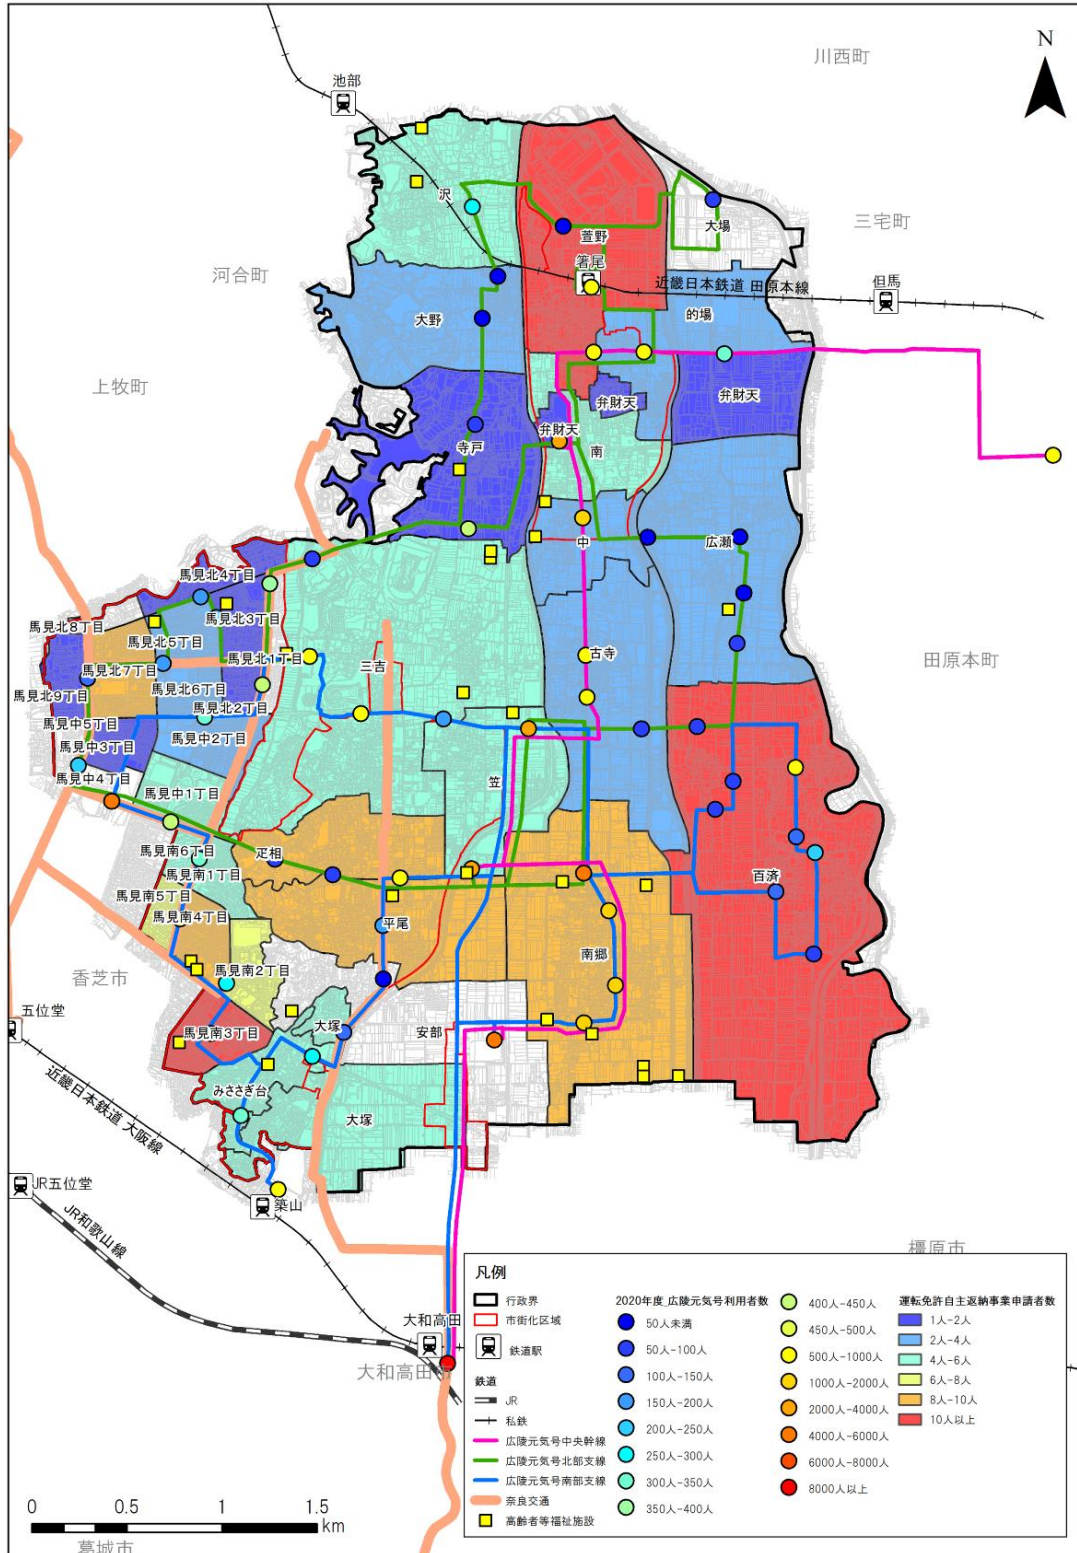 川西町
N
池部
沢
大場
三宅町
萱野
箸尾
河合町
近畿日本鉄道 田原本線
但馬
大野
的場
上牧町
弁財天
弁財天
弁財天
寺戸
南
中
広瀬
馬見北4丁目
馬見北3丁目
馬見北8丁目
馬見北5丁目
馬見北1丁目
三吉
古寺
田原本町
馬見北7丁目
馬見北6丁目
馬見北9丁目
馬見北2丁目
馬見中5丁目
馬見中2丁目
馬見中3丁目
馬見中4丁目
馬見中1丁目
笠
馬見南6丁目
疋相
馬見南1丁目
百済
馬見南5丁目
馬見南4丁目
平尾
南郷
香芝市
馬見南2丁目
五位堂
馬見南3丁目
大塚
安部
近畿日本鉄道 大阪線
みささぎ台
大塚
JR五位堂
築山
JR和歌山線
橿原市
大和高田
大和高田市
凡例
行政界
市街化区域
鉄道駅
鉄道
JR
私鉄
広陵元気号中央幹線
広陵元気号北部支線
広陵元気号南部支線
奈良交通
高齢者等福祉施設
2020年度_広陵元気号利用者数
50人未満
50人-100人
100人-150人
150人-200人
200人-250人
250人-300人
300人-350人
350人-400人
400人-450人
450人-500人
500人-1000人
1000人-2000人
2000人-4000人
4000人-6000人
6000人-8000人
8000人以上
運転免許自主返納事業申請者数
1人-2人
2人-4人
4人-6人
6人-8人
8人-10人
10人以上
0 0.5 1 1.5
km
葛城市